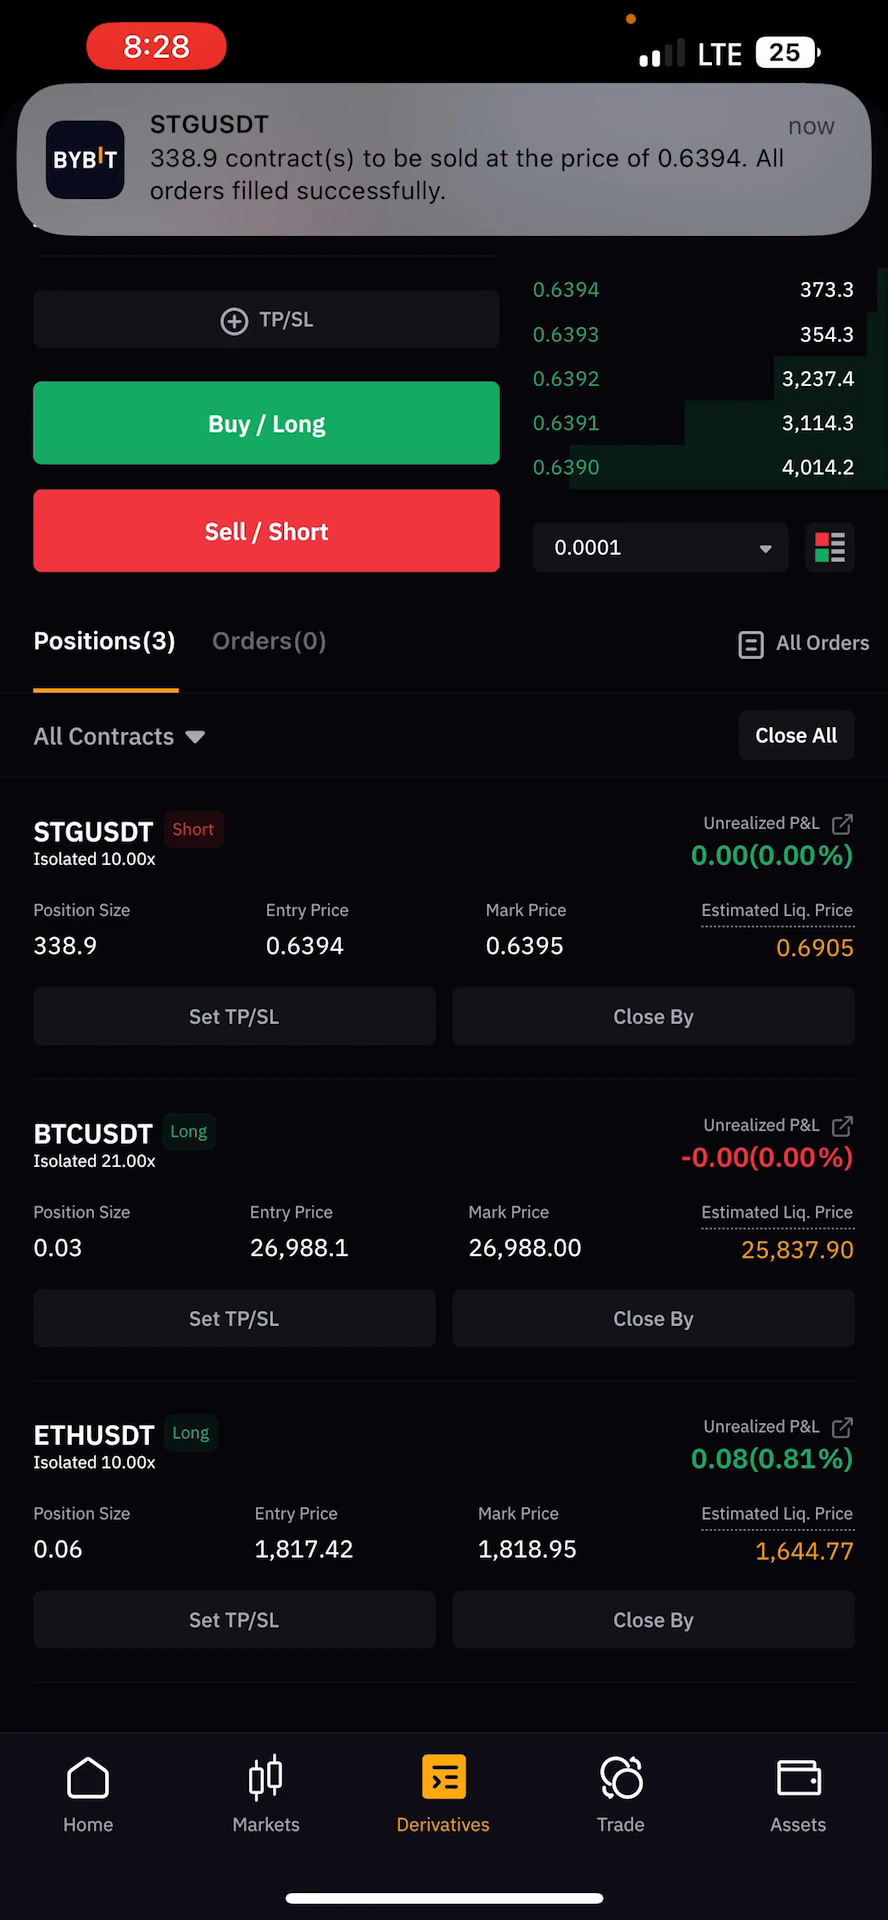 8:28
LTE 25
BYBIT
STGUSDT
now
338.9 contract(s) to be sold at the price of 0.6394. All
orders filled successfully.
0.6394 373.3
TP/SL
0.6393 354.3
0.6392 3,237.4
Buy / Long
0.6391 3,114.3
0.6390 4,014.2
Sell / Short
0.0001
Positions(3) Orders(0) All Orders
All Contracts Close All
STGUSDT Short
Isolated 10.00x
Unrealized P&L
0.00(0.00%)
Position Size Entry Price Mark Price Estimated Liq. Price
338.9 0.6394 0.6395 0.6905
Set TP/SL Close By
BTCUSDT Long
Isolated 21.00x
Unrealized P&L
-0.00(0.00%)
Position Size Entry Price Mark Price Estimated Liq. Price
0.03 26,988.1 26,988.00 25,837.90
Set TP/SL Close By
ETHUSDT Long
Isolated 10.00x
Unrealized P&L
0.08(0.81%)
Position Size Entry Price Mark Price Estimated Liq. Price
0.06 1,817.42 1,818.95 1,644.77
Set TP/SL Close By
Home Markets Derivatives Trade Assets